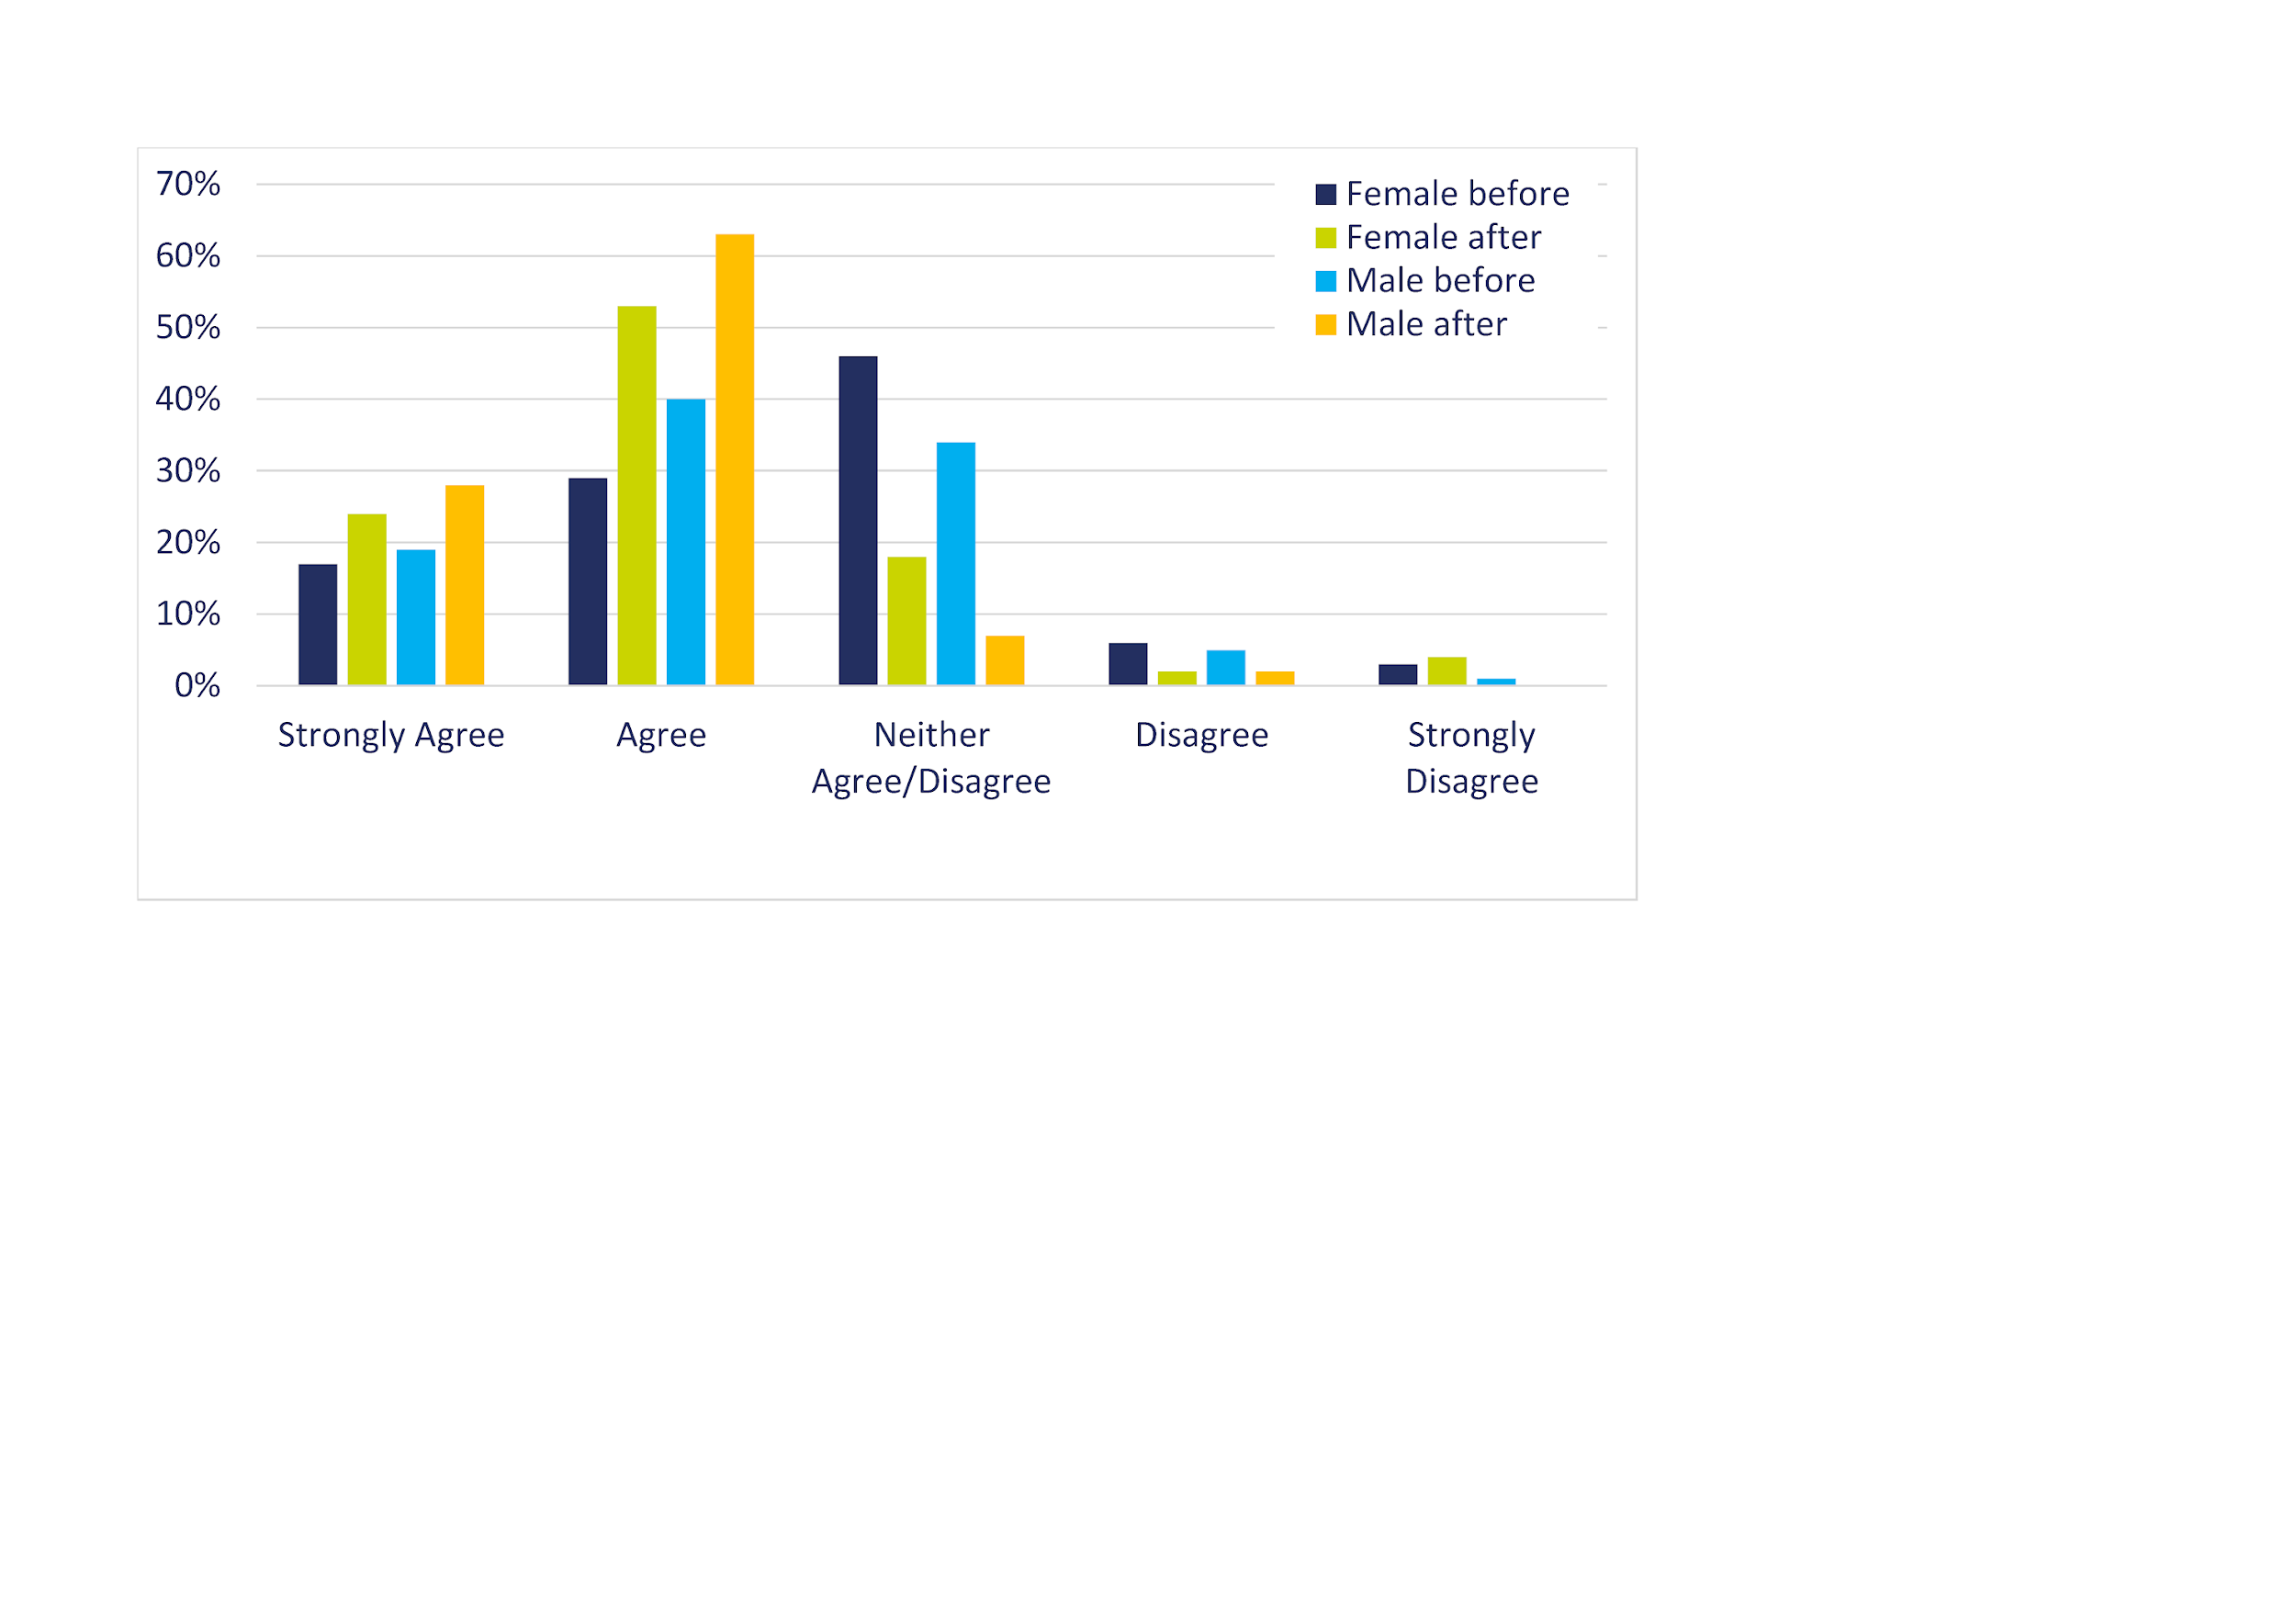 70%
60%
50%
40%
30%
20%
10%
0%
Female before
Female after
Male before
Male after
Strongly Agree
Agree
Neither
Agree/Disagree
Disagree
Strongly
Disagree